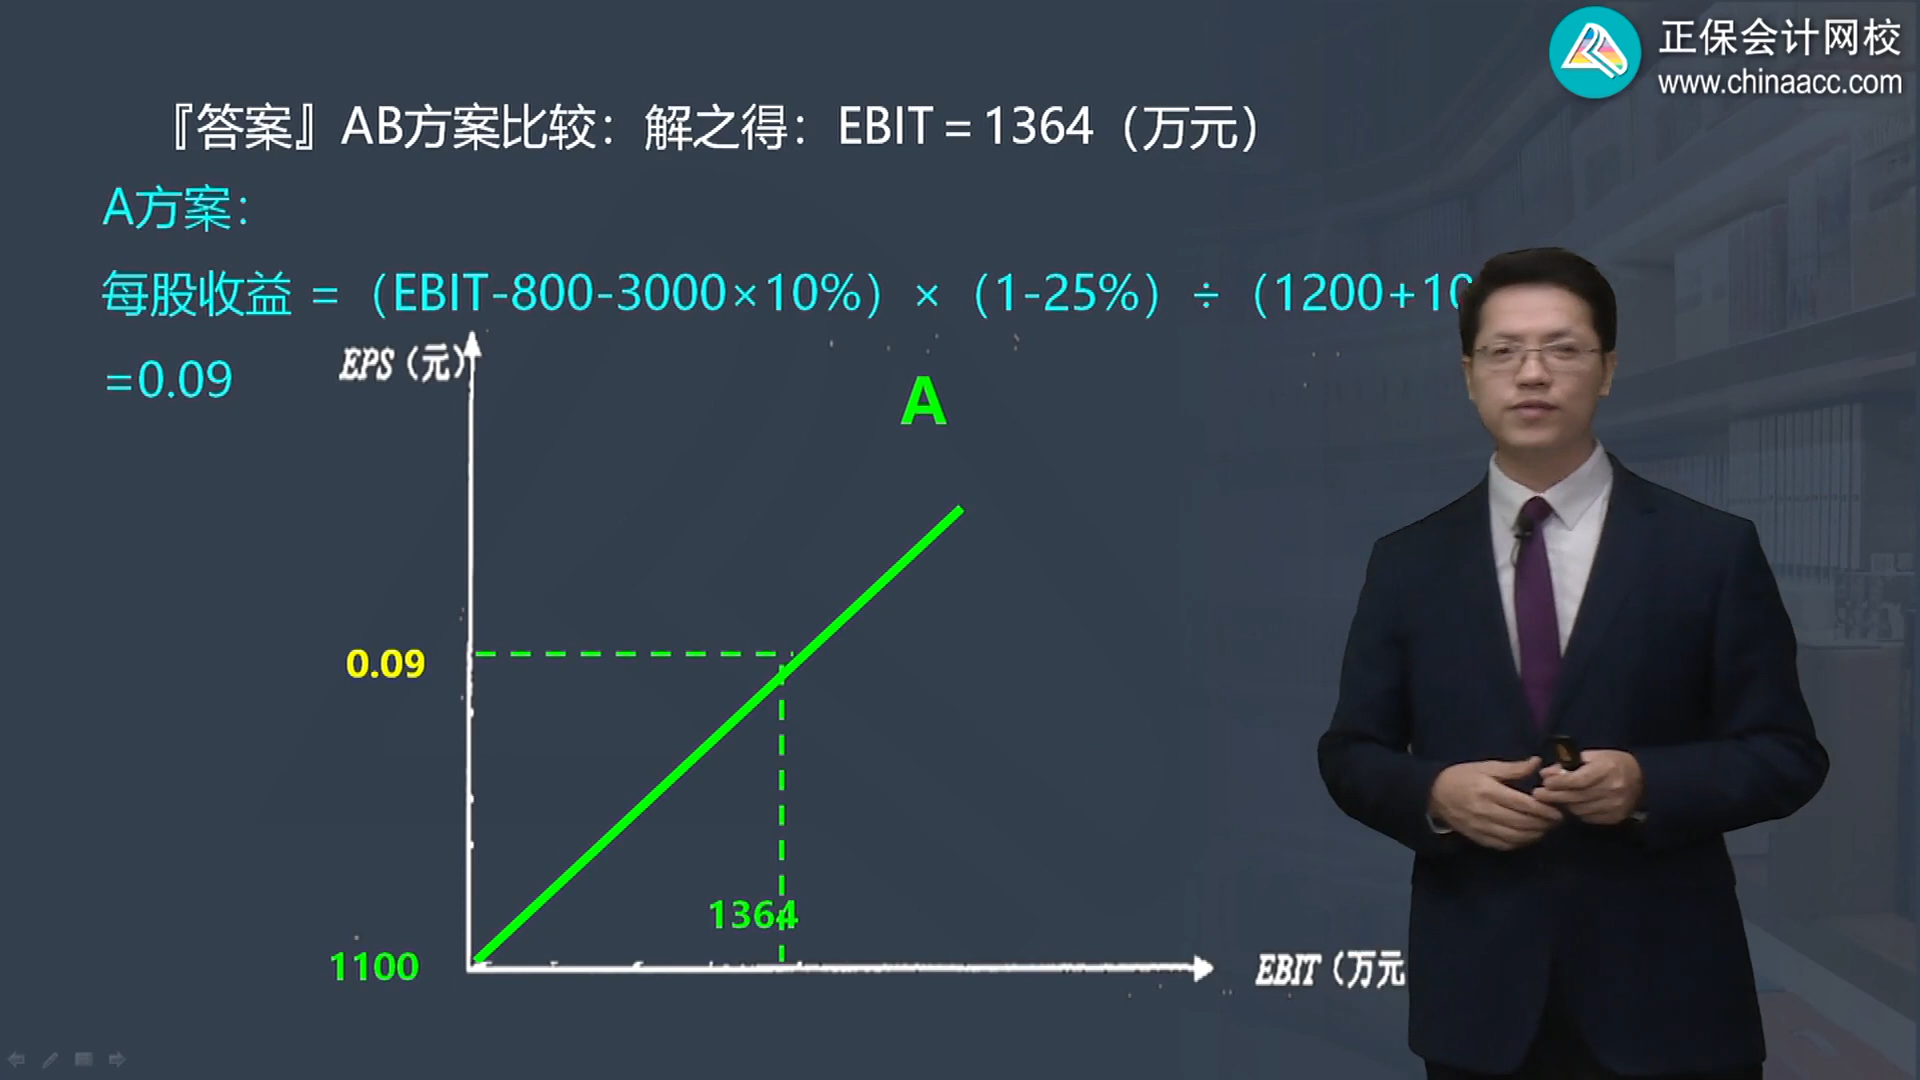 正保会计网校
www.chinaacc.com
『答案』AB方案比较：解之得：EBIT＝1364（万元）
A方案：
每股收益 ＝（EBIT-800-3000×10%）×（1-25%）÷（1200+10
=0.09
EPS（元）
A
0.09
1364
1100
EBIT（万元